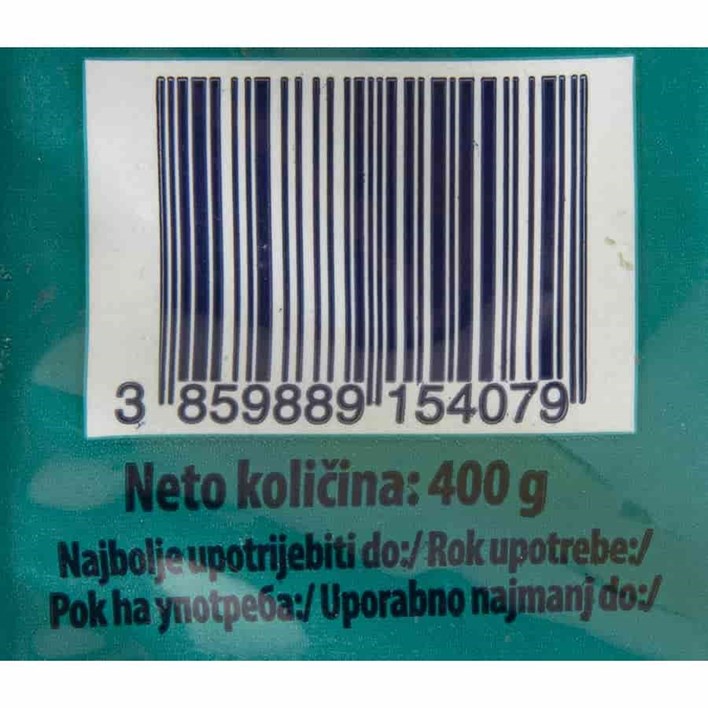 3 859889 154079
Neto količina: 400 g
Najbolje upotrijebiti do:/ Rok upotrebe:/
Рок на употреба:/ Uporabno najmanj do:/